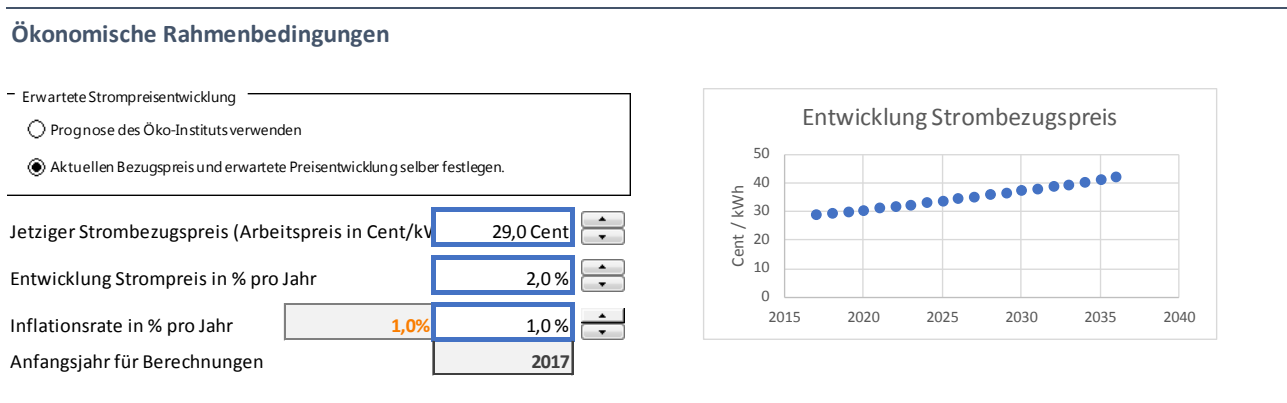 Ökonomische Rahmenbedingungen
Erwartete Strompreisentwicklung
Prognose des Öko-Instituts verwenden
Aktuellen Bezugspreis und erwartete Preisentwicklung selber festlegen.
Jetziger Strombezugspreis (Arbeitspreis in Cent/kV 29,0 Cent
Entwicklung Strompreis in % pro Jahr 2,0 %
Inflationsrate in % pro Jahr 1,0% 1,0 %
Anfangsjahr für Berechnungen 2017
Entwicklung Strombezugspreis
Cent / kWh
50
40
30
20
10
0
2015 2020 2025 2030 2035 2040